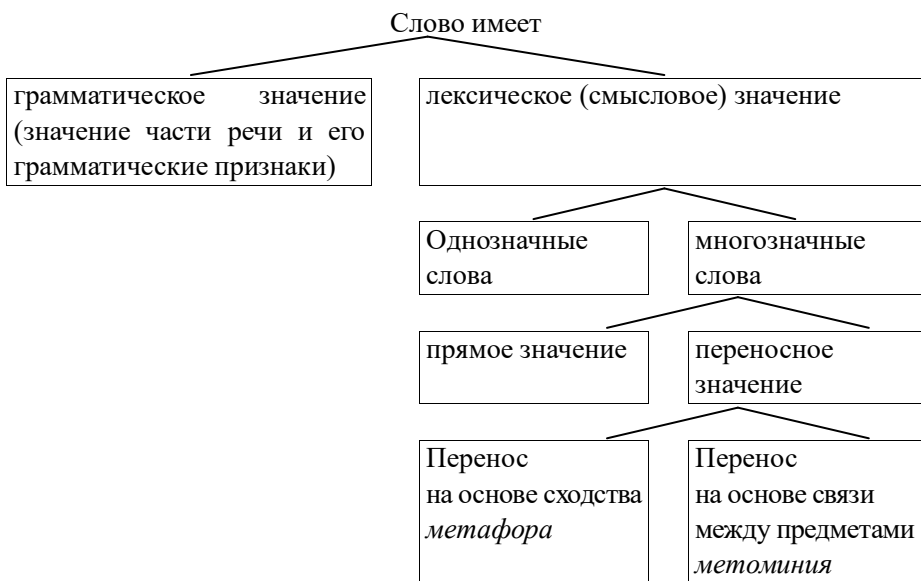 Слово имеет
грамматическое значение
(значение части речи и его
грамматические признаки)
лексическое (смысловое) значение
Однозначные
слова
многозначные
слова
прямое значение
переносное
значение
Перенос
на основе сходства
метафора
Перенос
на основе связи
между предметами
метоминия